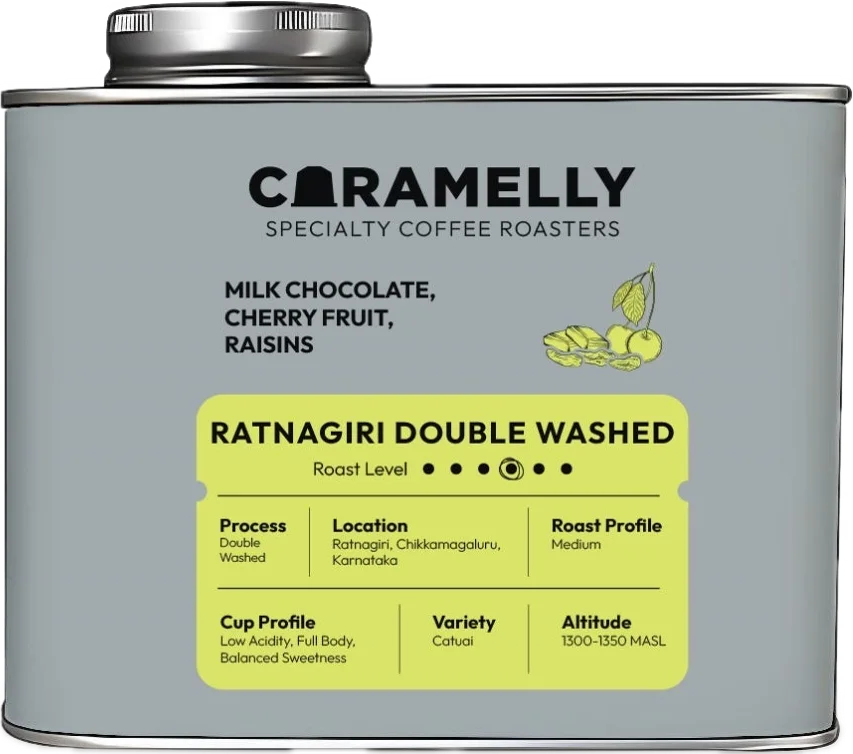 CARAMELLY
SPECIALTY COFFEE ROASTERS
MILK CHOCOLATE,
CHERRY FRUIT,
RAISINS
RATNAGIRI DOUBLE WASHED
Roast Level
Process
Double
Washed
Location
Ratnagiri, Chikkamagaluru,
Karnataka
Roast Profile
Medium
Cup Profile
Low Acidity, Full Body,
Balanced Sweetness
Variety
Catuai
Altitude
1300-1350 MASL